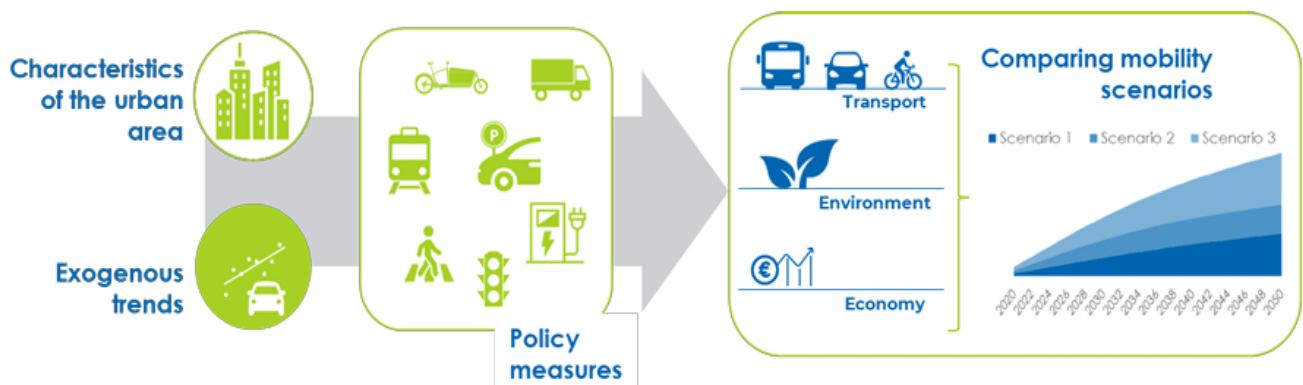 Characteristics
of the urban
area
Exogenous
trends
P
Policy
measures
Transport
Environment
€
Economy
Comparing mobility
scenarios
Scenario 1
Scenario 2
Scenario 3
2020
2022
2024
2026
2028
2030
2032
2034
2036
2038
2040
2042
2044
2046
2048
2050